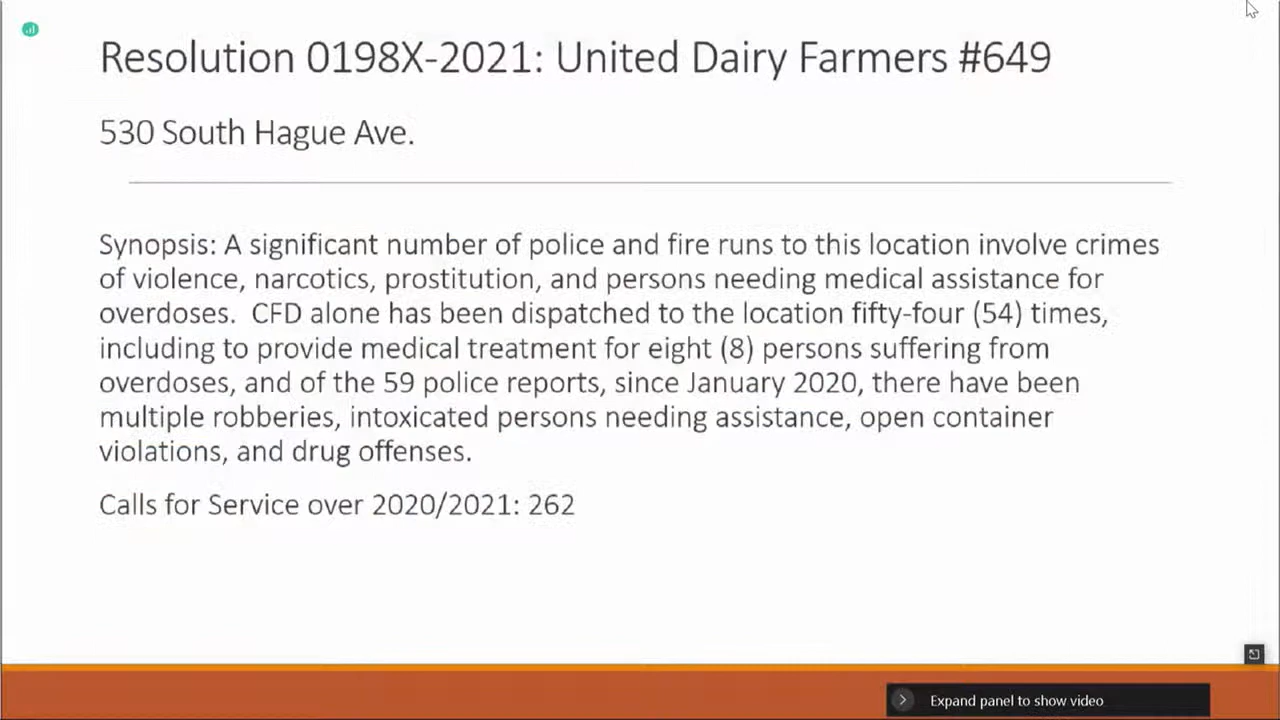 Resolution 0198X-2021: United Dairy Farmers #649
530 South Hague Ave.
Synopsis: A significant number of police and fire runs to this location involve crimes
of violence, narcotics, prostitution, and persons needing medical assistance for
overdoses.  CFD alone has been dispatched to the location fifty-four (54) times,
including to provide medical treatment for eight (8) persons suffering from
overdoses, and of the 59 police reports, since January 2020, there have been
multiple robberies, intoxicated persons needing assistance, open container
violations, and drug offenses.
Calls for Service over 2020/2021: 262
Expand panel to show video